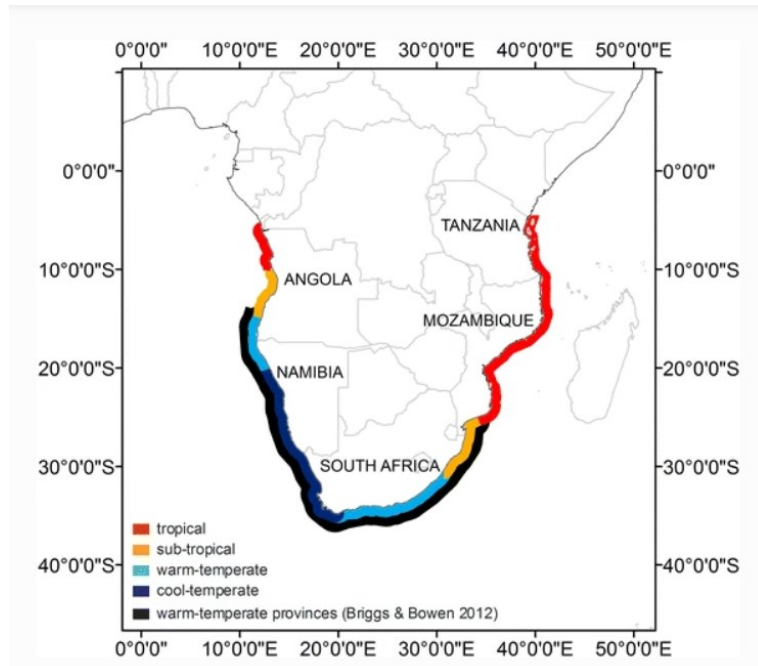 0°0'0" 10°0'0"E 20°0'0"E 30°0'0"E 40°0'0"E 50°0'0"E
0°0'0" 0°0'0"
TANZANIA
10°0'0"S 10°0'0"S
ANGOLA
MOZAMBIQUE
20°0'0"S 20°0'0"S
NAMIBIA
30°0'0"S 30°0'0"S
SOUTH AFRICA
tropical
sub-tropical
40°0'0"S 40°0'0"S
warm-temperate
cool-temperate
warm-temperate provinces (Briggs & Bowen 2012)
0°0'0" 10°0'0"E 20°0'0"E 30°0'0"E 40°0'0"E 50°0'0"E